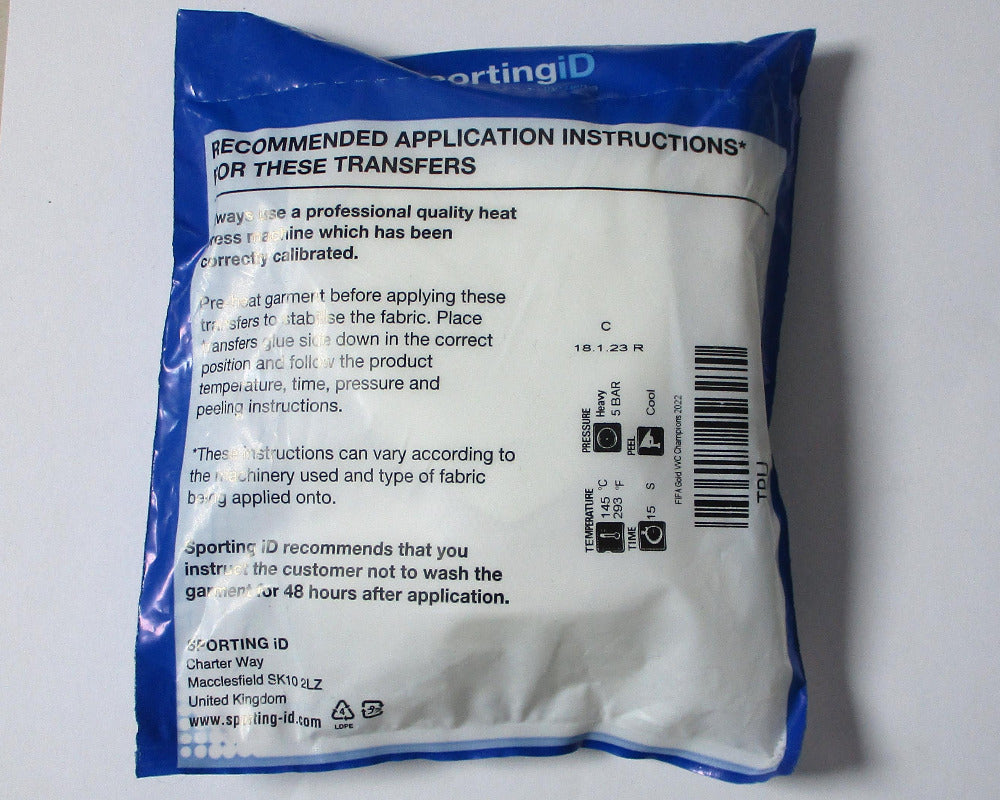 SportingiD
RECOMMENDED APPLICATION INSTRUCTIONS*
FOR THESE TRANSFERS
Always use a professional quality heat
press machine which has been
correctly calibrated.
Pre-heat garment before applying these
transfers to stabilise the fabric. Place
transfers glue side down in the correct
position and follow the product
temperature, time, pressure and
peeling instructions.
*These instructions can vary according to
the machinery used and type of fabric
being applied onto.
Sporting iD recommends that you
instruct the customer not to wash the
garment for 48 hours after application.
SPORTING iD
Charter Way
Macclesfield SK10 2LZ
United Kingdom
www.sporting-id.com
4
LDPE
C
18.1.23 R
TEMPERATURE
145 °C
293 °F
TIME
15 S
PRESSURE
Heavy
5 BAR
PEEL
Cool
FIFA Gold WC Champions 2022
TPU